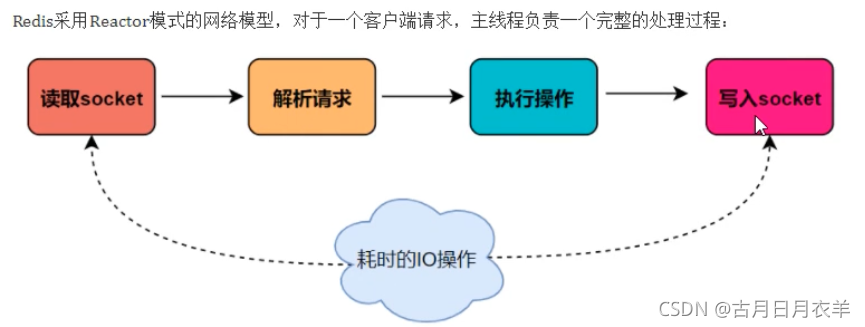 Redis采用Reactor模式的网络模型，对于一个客户端请求，主线程负责一个完整的处理过程：
读取socket
解析请求
执行操作
写入socket
耗时的IO操作
CSDN @古月日月衣羊